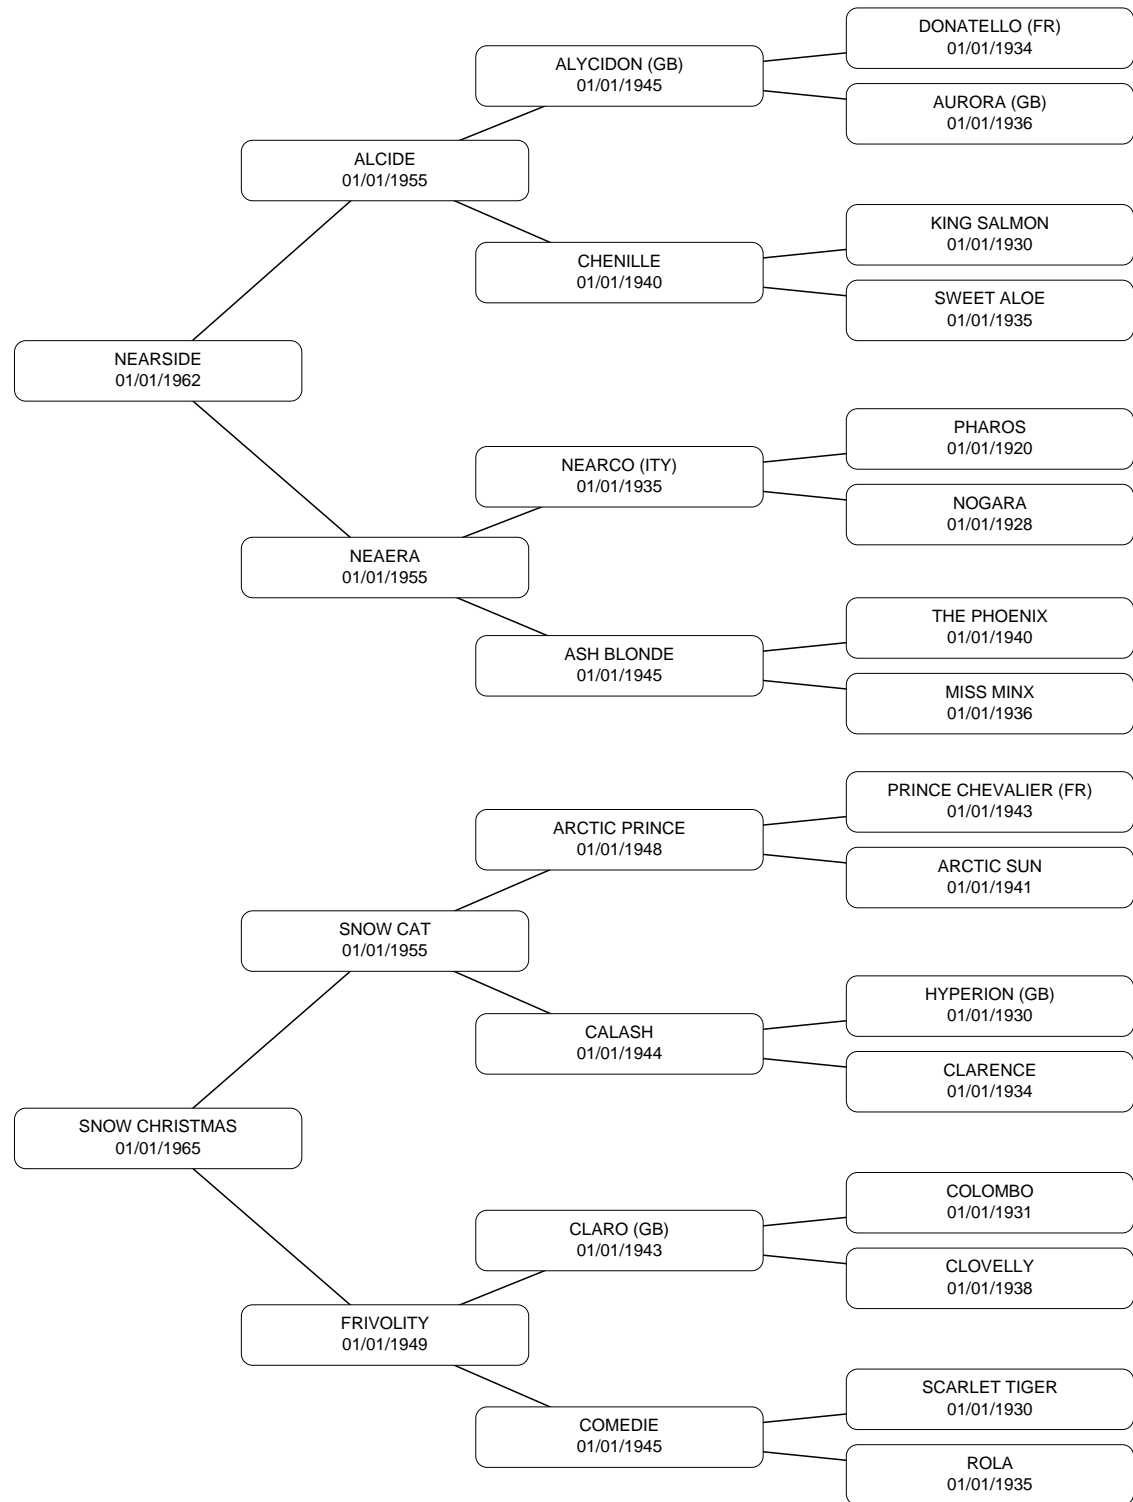 DONATELLO (FR)
01/01/1934
ALYCIDON (GB)
01/01/1945
AURORA (GB)
01/01/1936
ALCIDE
01/01/1955
KING SALMON
01/01/1930
CHENILLE
01/01/1940
SWEET ALOE
01/01/1935
NEARSIDE
01/01/1962
PHAROS
01/01/1920
NEARCO (ITY)
01/01/1935
NOGARA
01/01/1928
NEAERA
01/01/1955
THE PHOENIX
01/01/1940
ASH BLONDE
01/01/1945
MISS MINX
01/01/1936
PRINCE CHEVALIER (FR)
01/01/1943
ARCTIC PRINCE
01/01/1948
ARCTIC SUN
01/01/1941
SNOW CAT
01/01/1955
HYPERION (GB)
01/01/1930
CALASH
01/01/1944
CLARENCE
01/01/1934
SNOW CHRISTMAS
01/01/1965
COLOMBO
01/01/1931
CLARO (GB)
01/01/1943
CLOVELLY
01/01/1938
FRIVOLITY
01/01/1949
SCARLET TIGER
01/01/1930
COMEDIE
01/01/1945
ROLA
01/01/1935